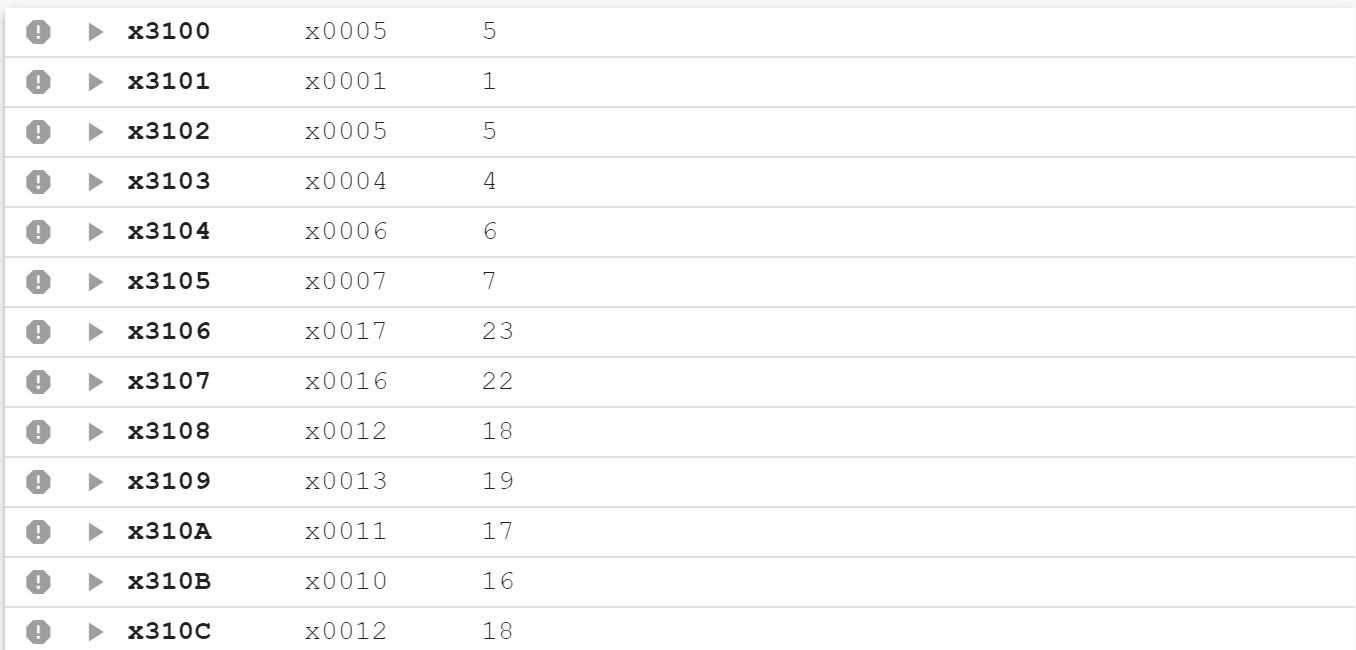 x3100 x0005 5
x3101 x0001 1
x3102 x0005 5
x3103 x0004 4
x3104 x0006 6
x3105 x0007 7
x3106 x0017 23
x3107 x0016 22
x3108 x0012 18
x3109 x0013 19
x310A x0011 17
x310B x0010 16
x310C x0012 18